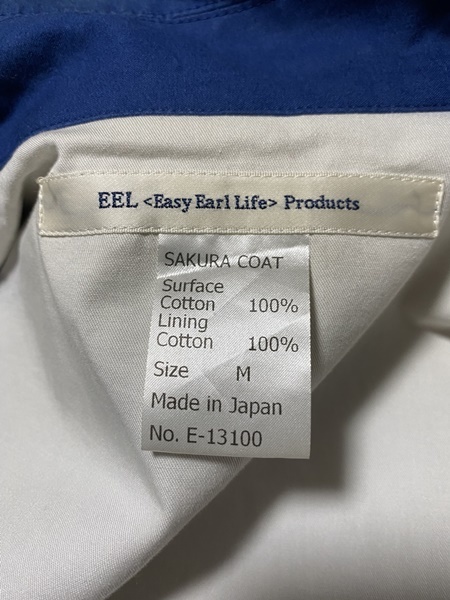 EEL <Easy Earl Life> Products
SAKURA COAT
Surface
Cotton 100%
Lining
Cotton 100%
Size M
Made in Japan
No. E-13100